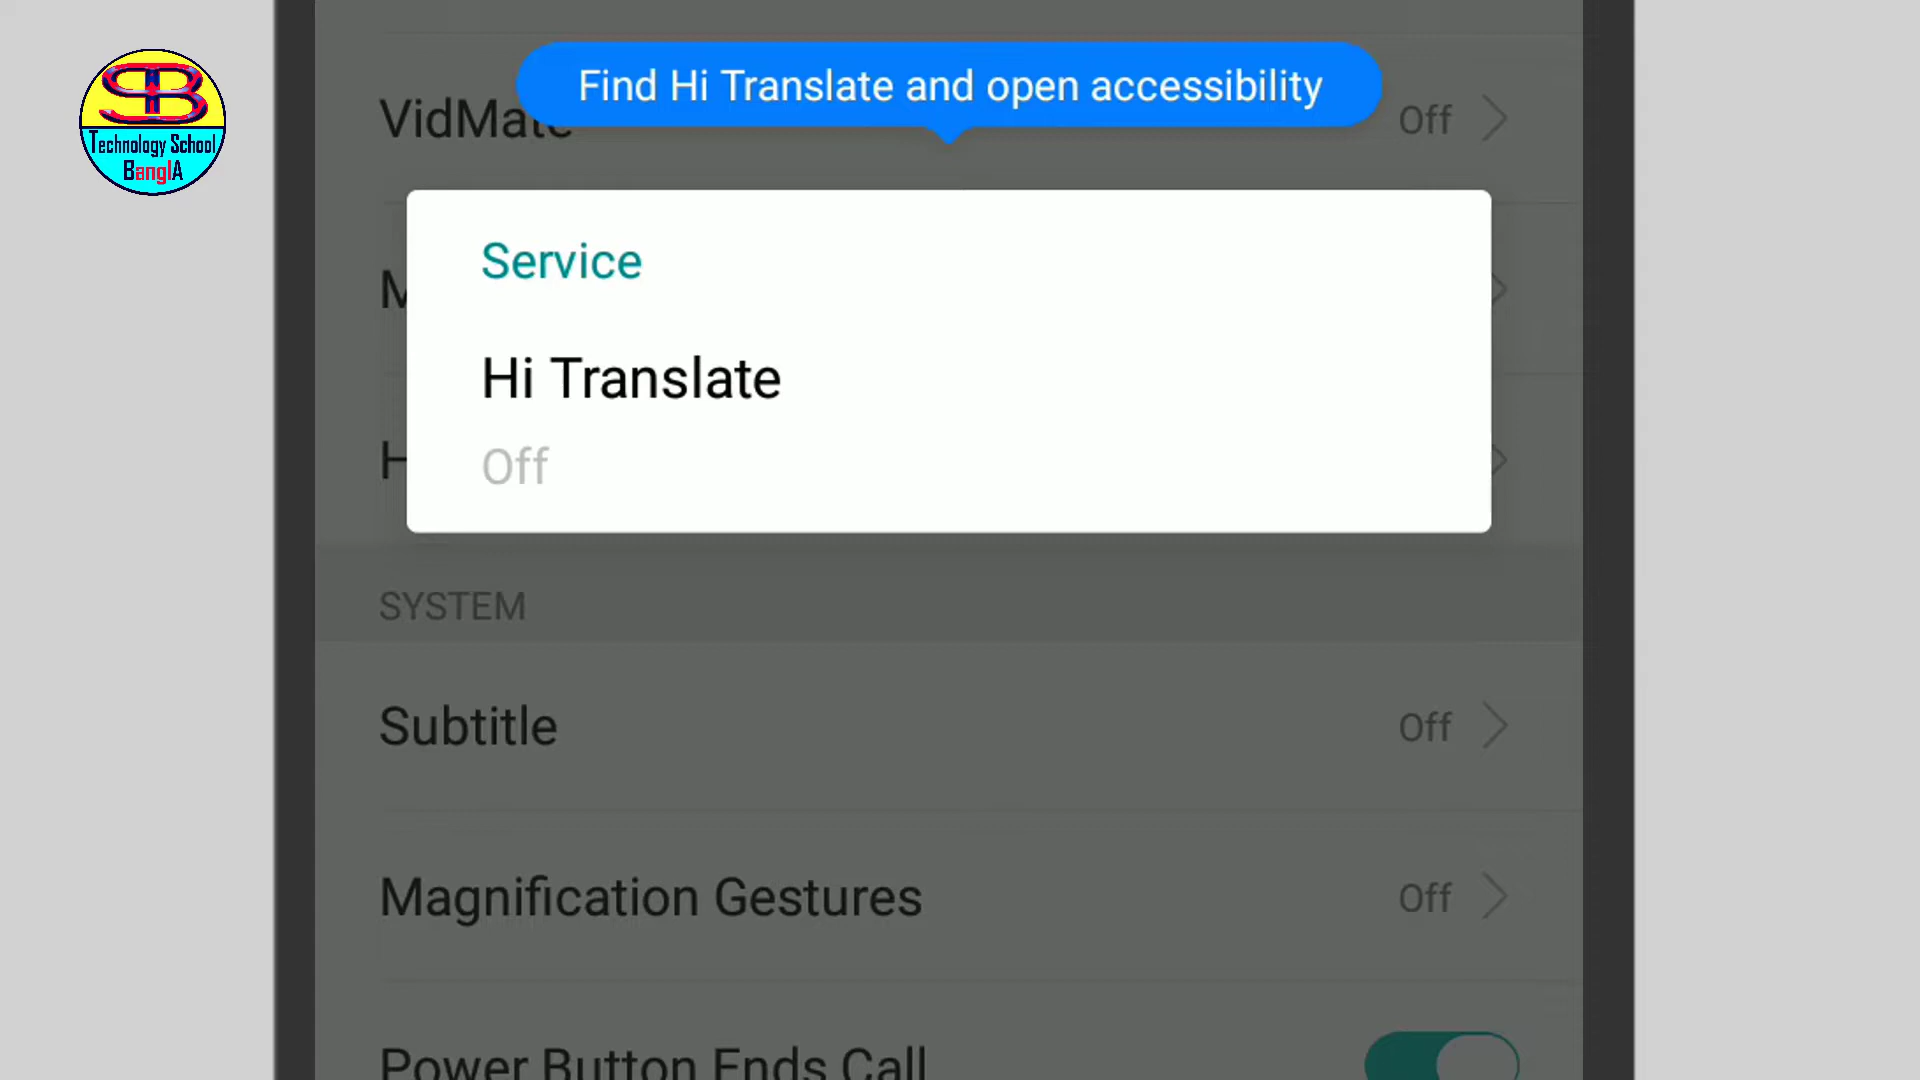 Find Hi Translate and open accessibility
SB
Technology School
BanglA
VidMate
Off
Service
Hi Translate
Off
SYSTEM
Subtitle
Off
Magnification Gestures
Off
Power Button Ends Call